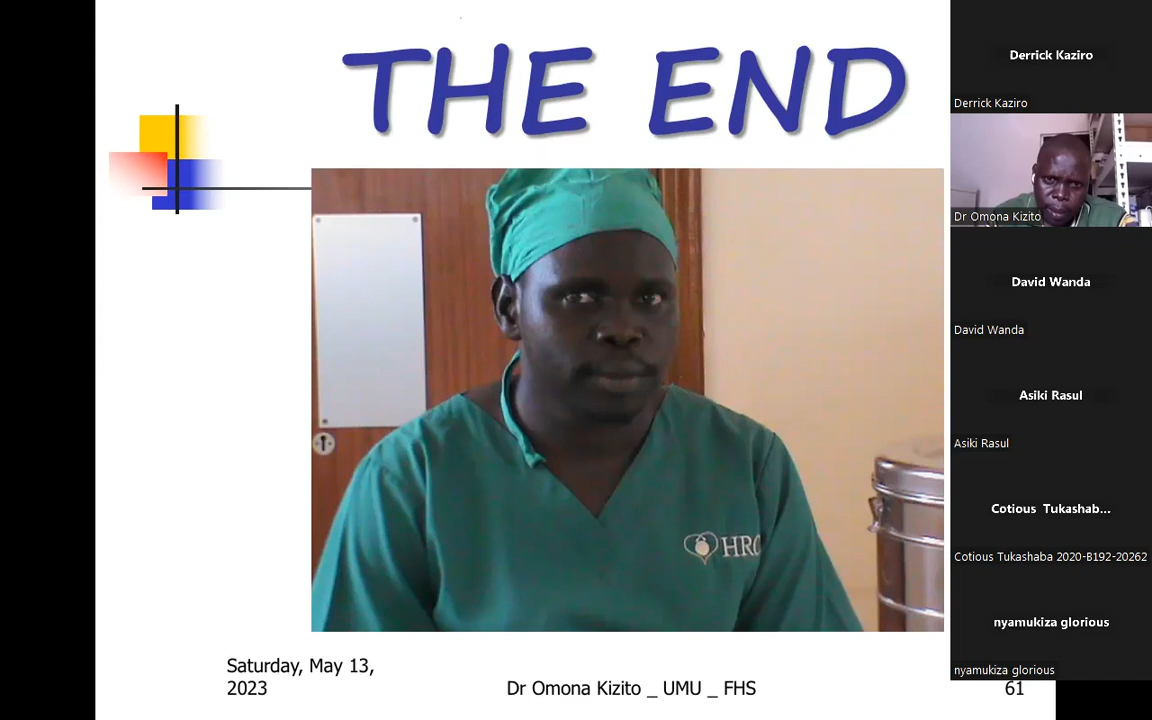 THE END
HRC
Saturday, May 13,
2023
Dr Omona Kizito _ UMU _ FHS
61
Derrick Kaziro
Derrick Kaziro
Dr Omona Kizito
David Wanda
David Wanda
Asiki Rasul
Asiki Rasul
Cotious Tukashab...
Cotious Tukashaba 2020-B192-20262
nyamukiza glorious
nyamukiza glorious